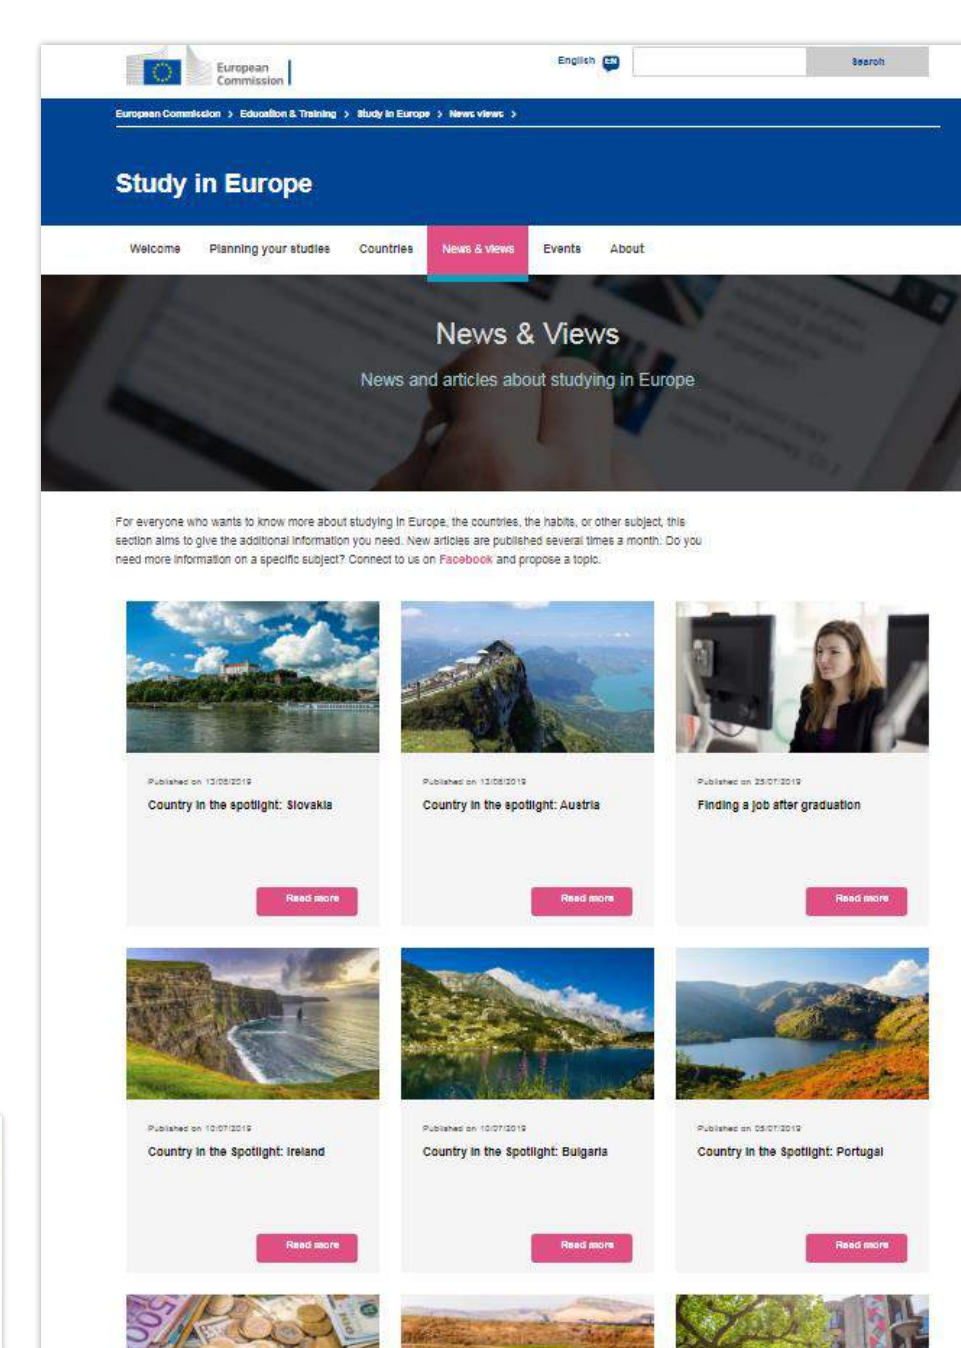 European
Commission
English EN
Search
European Commission > Education & Training > Study in Europe > News views >
Study in Europe
Welcome Planning your studies Countries News & views Events About
News & Views
News and articles about studying in Europe
For everyone who wants to know more about studying in Europe, the countries, the habits, or other subject, this
section aims to give the additional information you need. New articles are published several times a month. Do you
need more information on a specific subject? Connect to us on Facebook and propose a topic.
Published on 13/08/2019
Country in the spotlight: Slovakia
Read more
Published on 13/08/2019
Country in the spotlight: Austria
Read more
Published on 25/07/2019
Finding a job after graduation
Read more
Published on 10/07/2019
Country in the Spotlight: Ireland
Read more
Published on 10/07/2019
Country in the Spotlight: Bulgaria
Read more
Published on 05/07/2019
Country in the Spotlight: Portugal
Read more
500